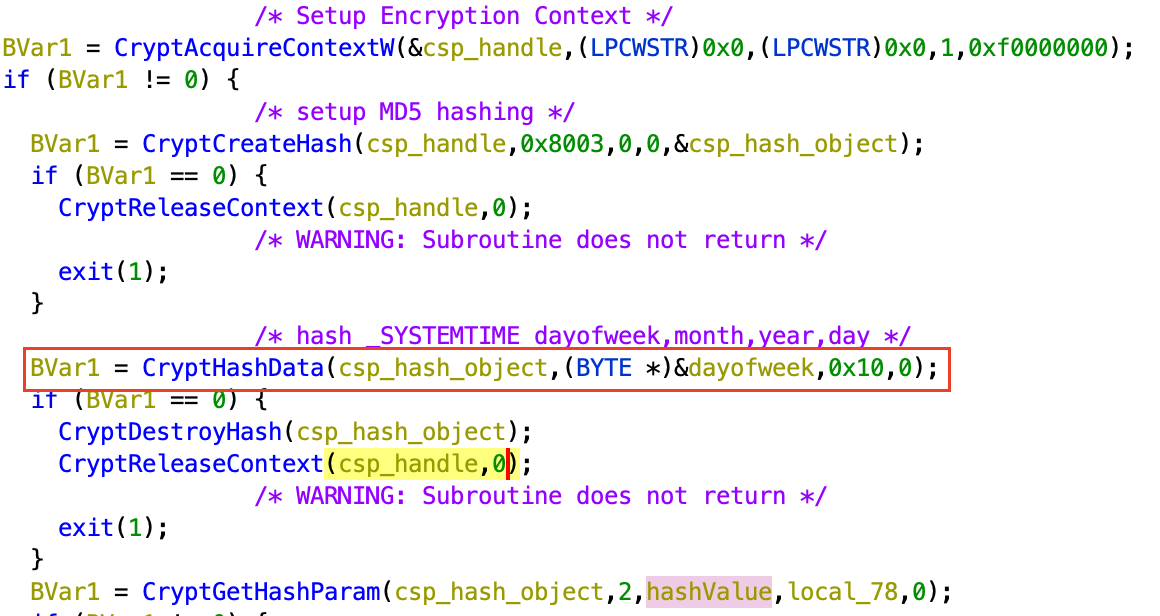 /* Setup Encryption Context */
BVar1 = CryptAcquireContextW(&csp_handle,(LPCWSTR)0x0,(LPCWSTR)0x0,1,0xf0000000);
if (BVar1 != 0) {
/* setup MD5 hashing */
BVar1 = CryptCreateHash(csp_handle,0x8003,0,0,&csp_hash_object);
if (BVar1 == 0) {
CryptReleaseContext(csp_handle,0);
/* WARNING: Subroutine does not return */
exit(1);
}
/* hash _SYSTEMTIME dayofweek,month,year,day */
BVar1 = CryptHashData(csp_hash_object,(BYTE *)&dayofweek,0x10,0);
if (BVar1 == 0) {
CryptDestroyHash(csp_hash_object);
CryptReleaseContext(csp_handle,0);
/* WARNING: Subroutine does not return */
exit(1);
}
BVar1 = CryptGetHashParam(csp_hash_object,2,hashValue,local_78,0);